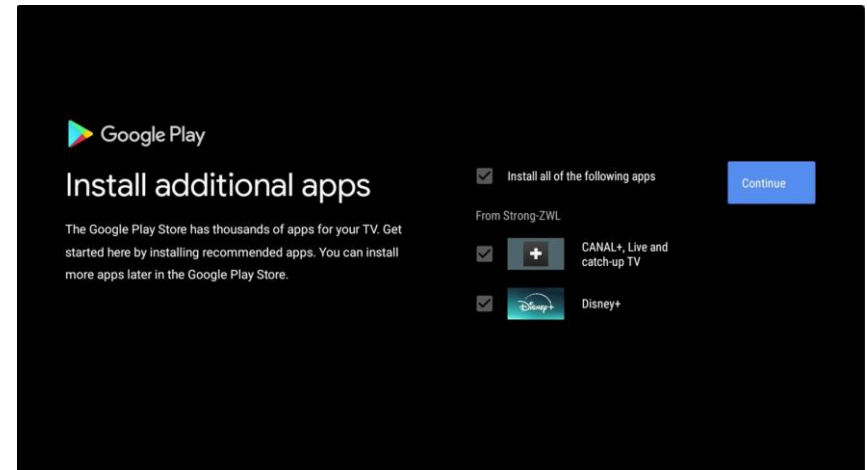 Google Play
Install additional apps
The Google Play Store has thousands of apps for your TV. Get
started here by installing recommended apps. You can install
more apps later in the Google Play Store.
Install all of the following apps
Continue
From Strong-ZWL
CANAL+, Live and
catch-up TV
Disney+
Disney+